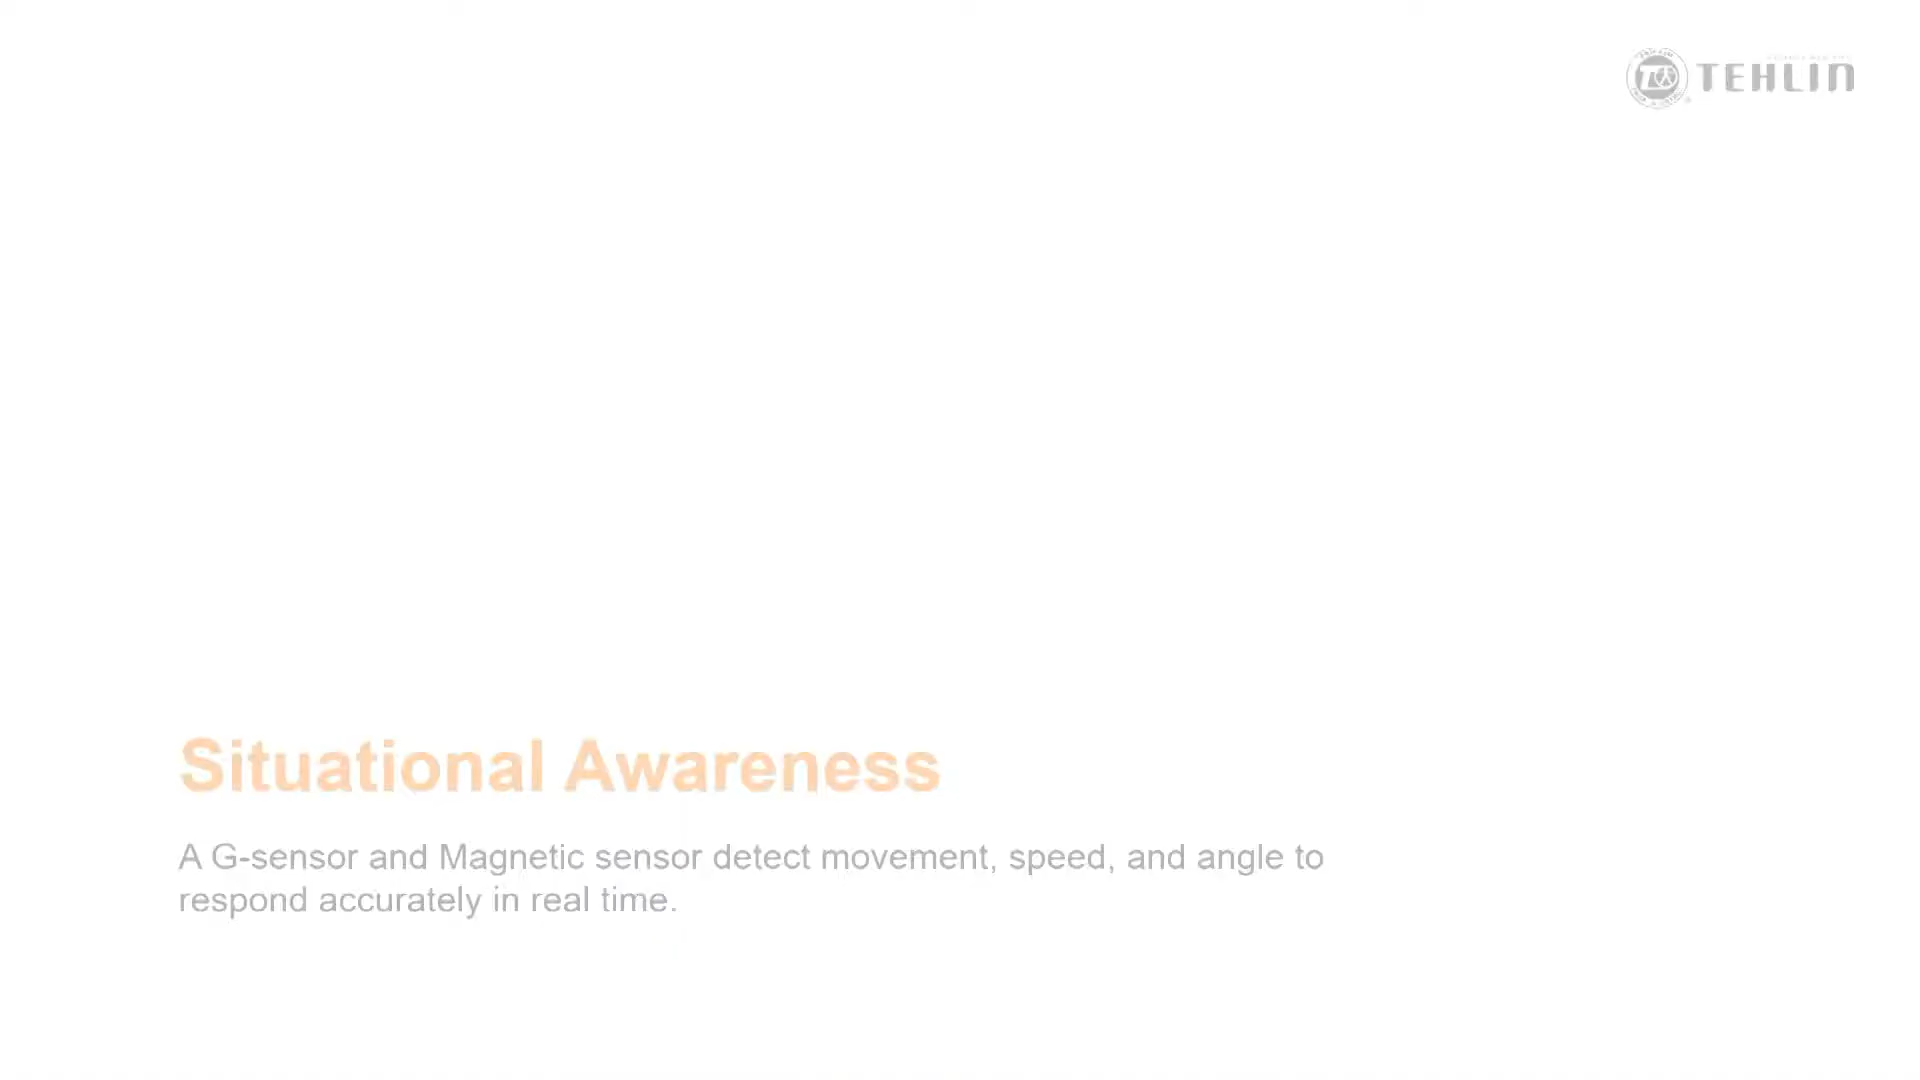 TEHLIN
Situational Awareness
A G-sensor and Magnetic sensor detect movement, speed, and angle to
respond accurately in real time.